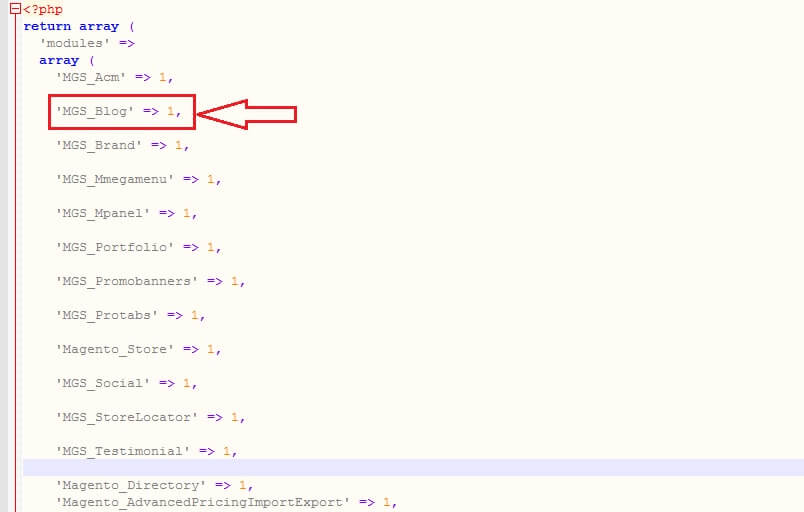 <?php
return array (
'modules' =>
array (
'MGS_Acm' => 1,
'MGS_Blog' => 1,
'MGS_Brand' => 1,
'MGS_Mmegamenu' => 1,
'MGS_Mpanel' => 1,
'MGS_Portfolio' => 1,
'MGS_Promobanners' => 1,
'MGS_Protabs' => 1,
'Magento_Store' => 1,
'MGS_Social' => 1,
'MGS_StoreLocator' => 1,
'MGS_Testimonial' => 1,
'Magento_Directory' => 1,
'Magento_AdvancedPricingImportExport' => 1,